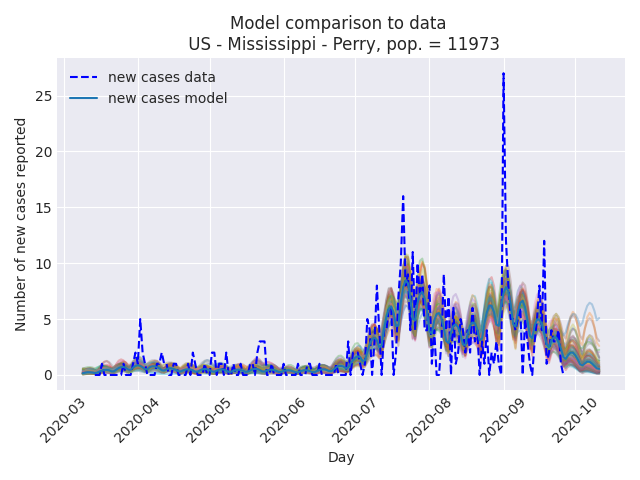 Model comparison to data
US - Mississippi - Perry, pop. = 11973
new cases data
new cases model
Number of new cases reported
25
20
15
10
5
0
2020-03
2020-04
2020-05
2020-06
2020-07
2020-08
2020-09
2020-10
Day